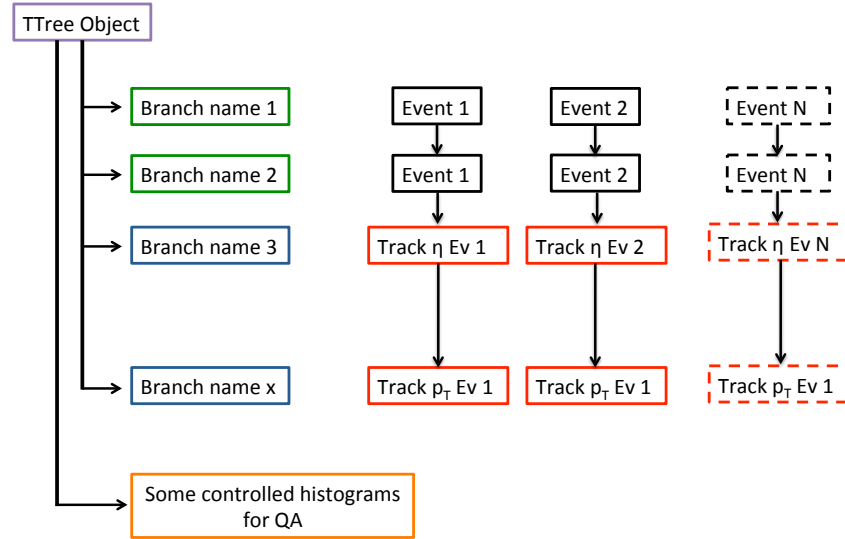 TTree Object
Branch name 1
Event 1
Event 2
Event N
Branch name 2
Event 1
Event 2
Event N
Branch name 3
Track η Ev 1
Track η Ev 2
Track η Ev N
Branch name x
Track pT Ev 1
Track pT Ev 1
Track pT Ev 1
Some controlled histograms
for QA